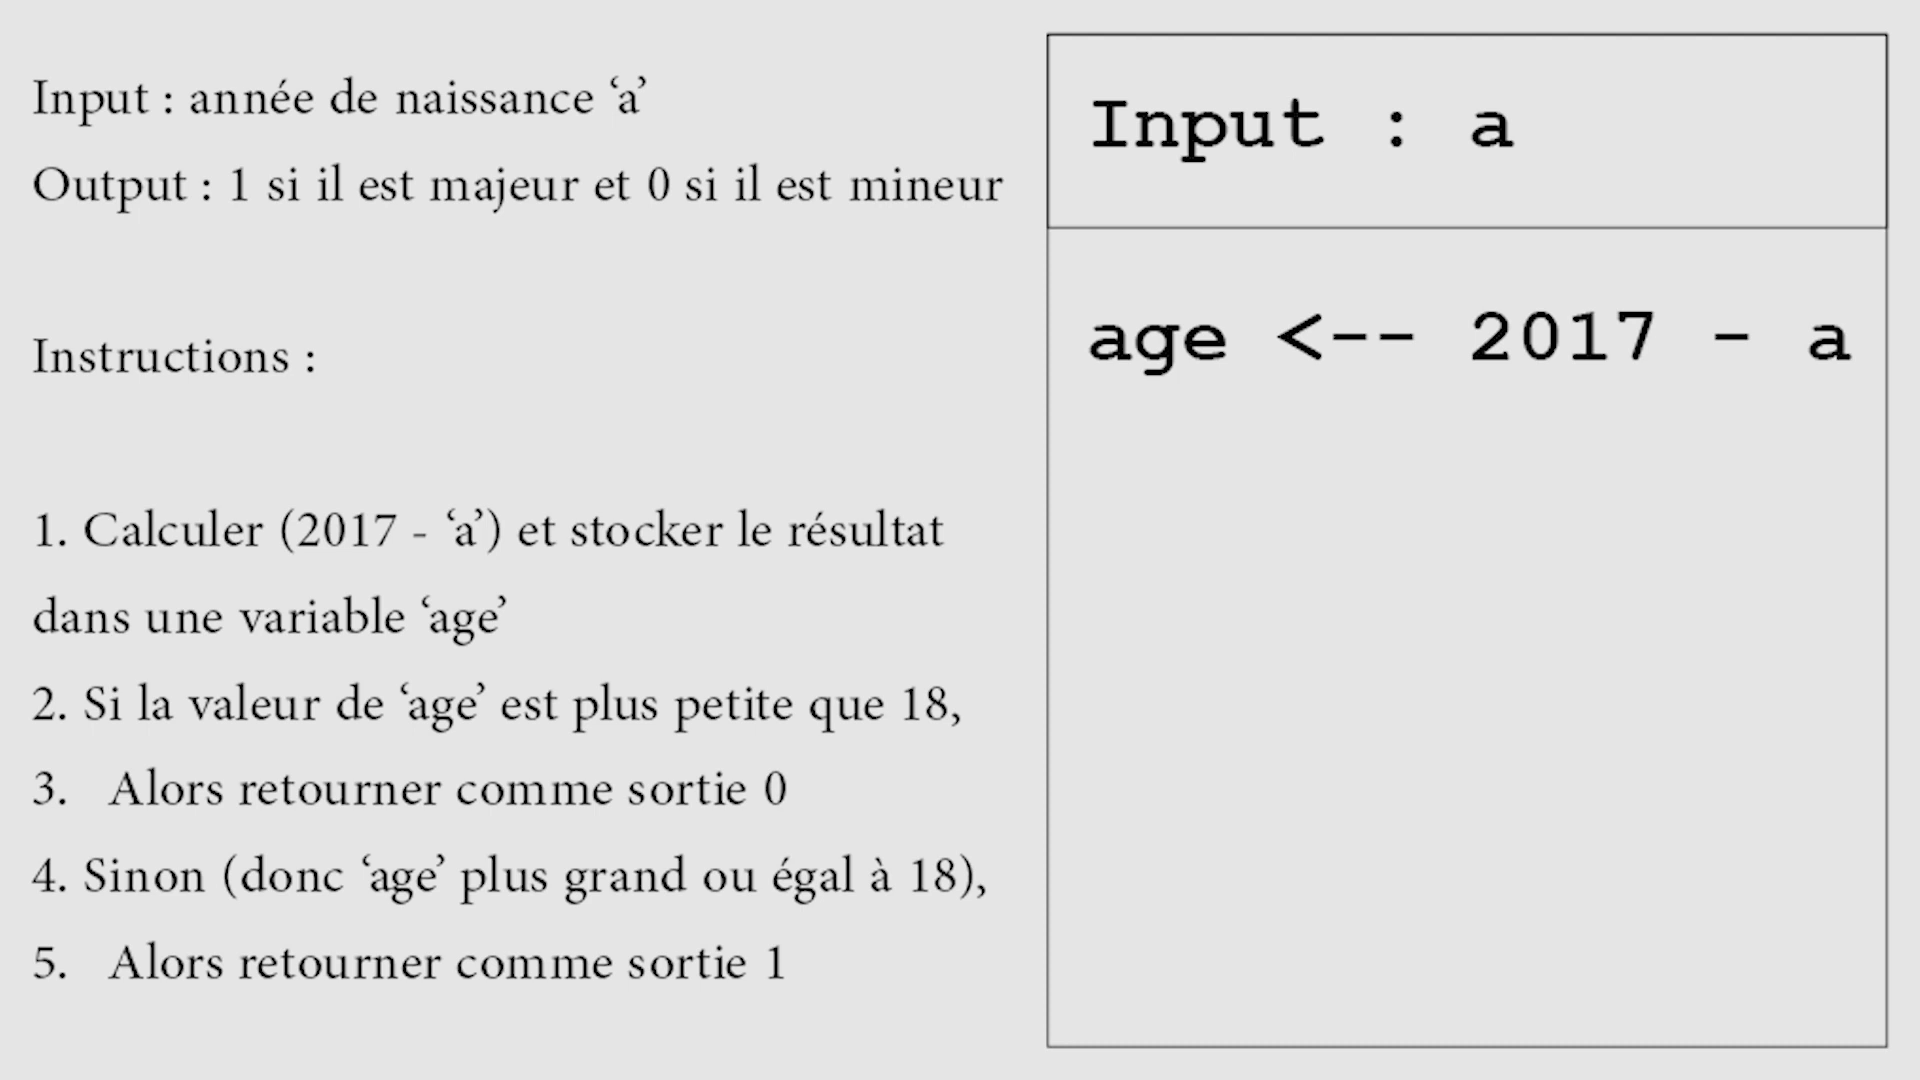 Input : année de naissance ‘a’
Output : 1 si il est majeur et 0 si il est mineur
Instructions :
1. Calculer (2017 - ‘a’) et stocker le résultat
dans une variable ‘age’
2. Si la valeur de ‘age’ est plus petite que 18,
3. Alors retourner comme sortie 0
4. Sinon (donc ‘age’ plus grand ou égal à 18),
5. Alors retourner comme sortie 1
Input : a
age <-- 2017 - a